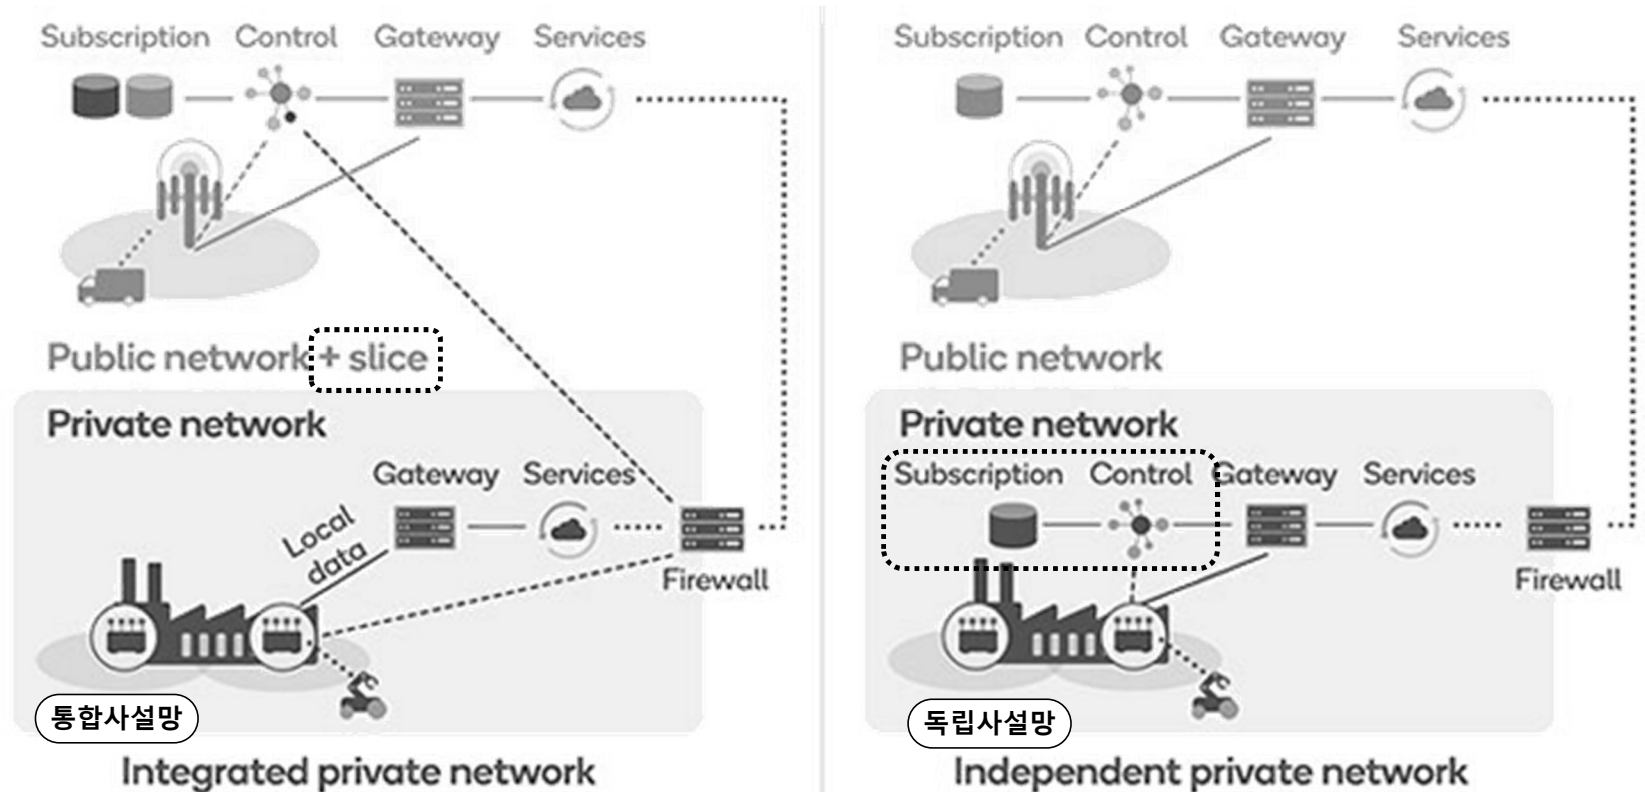 Subscription Control Gateway Services
Public network + slice
Private network
Gateway Services
Local
data
Firewall
통합사설망
Integrated private network
Subscription Control Gateway Services
Public network
Private network
Subscription Control Gateway Services
Firewall
독립사설망
Independent private network